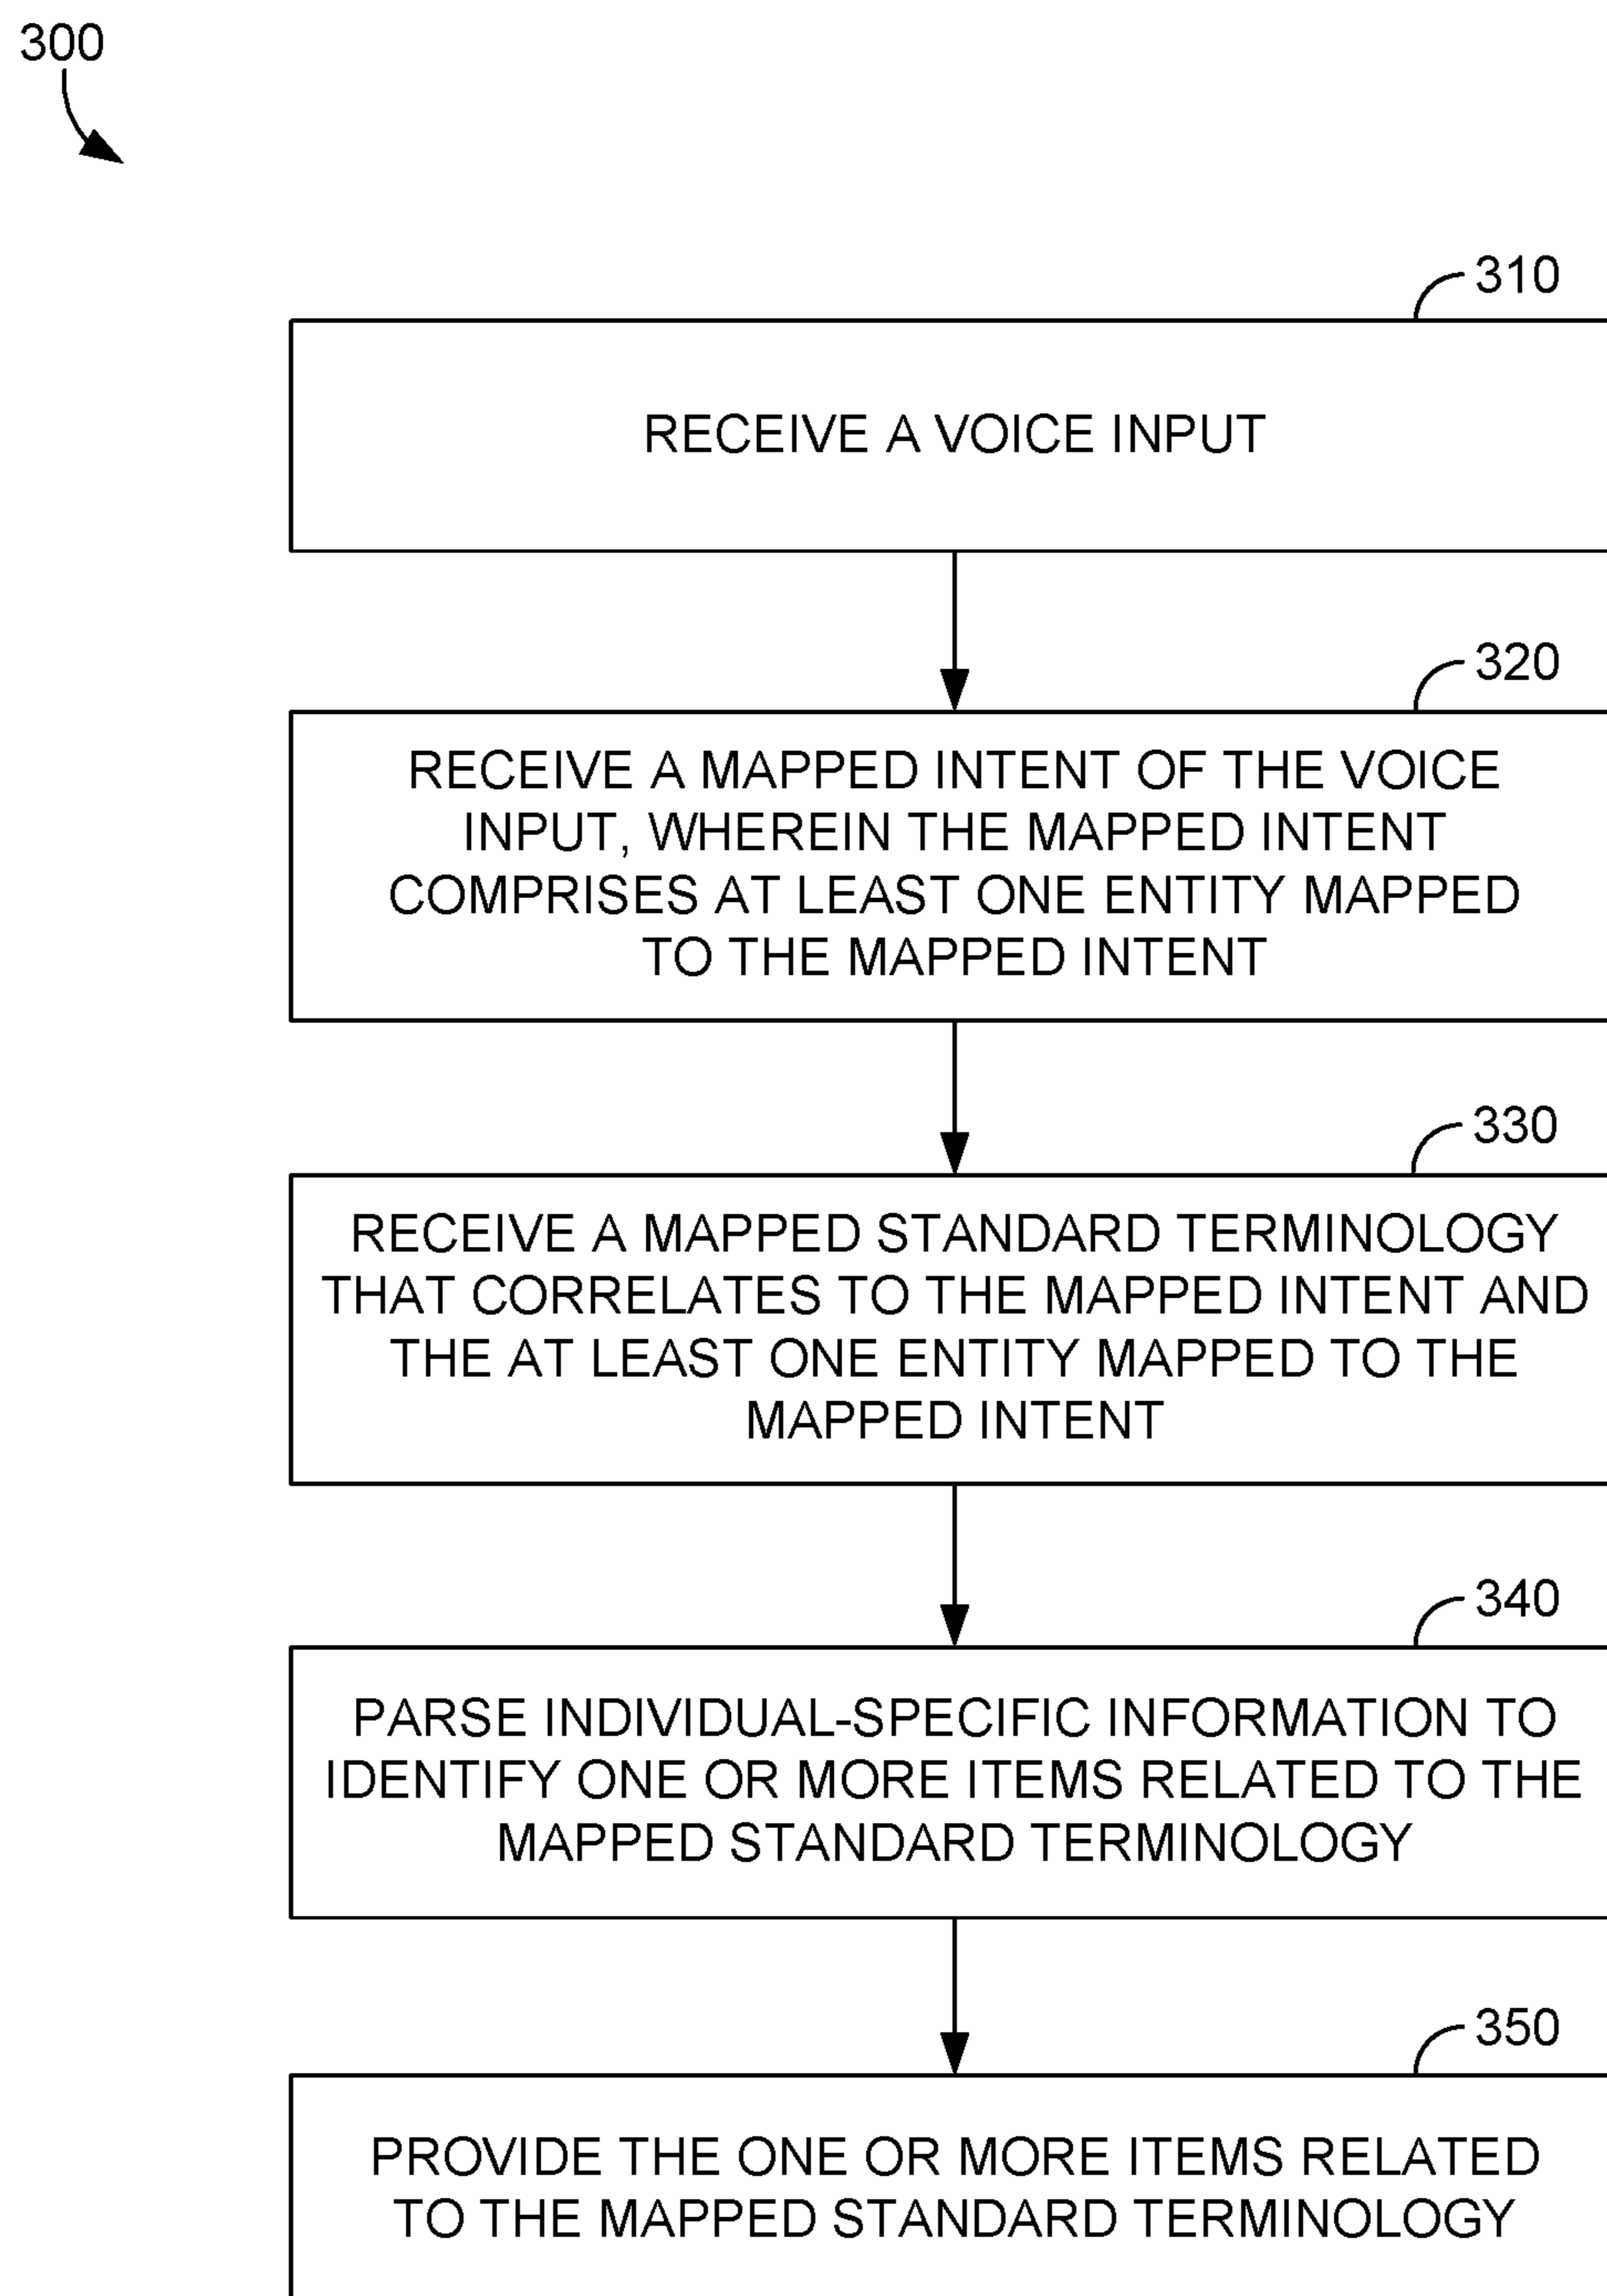 300
310
RECEIVE A VOICE INPUT
320
RECEIVE A MAPPED INTENT OF THE VOICE
INPUT, WHEREIN THE MAPPED INTENT
COMPRISES AT LEAST ONE ENTITY MAPPED
TO THE MAPPED INTENT
330
RECEIVE A MAPPED STANDARD TERMINOLOGY
THAT CORRELATES TO THE MAPPED INTENT AND
THE AT LEAST ONE ENTITY MAPPED TO THE
MAPPED INTENT
340
PARSE INDIVIDUAL-SPECIFIC INFORMATION TO
IDENTIFY ONE OR MORE ITEMS RELATED TO THE
MAPPED STANDARD TERMINOLOGY
350
PROVIDE THE ONE OR MORE ITEMS RELATED
TO THE MAPPED STANDARD TERMINOLOGY